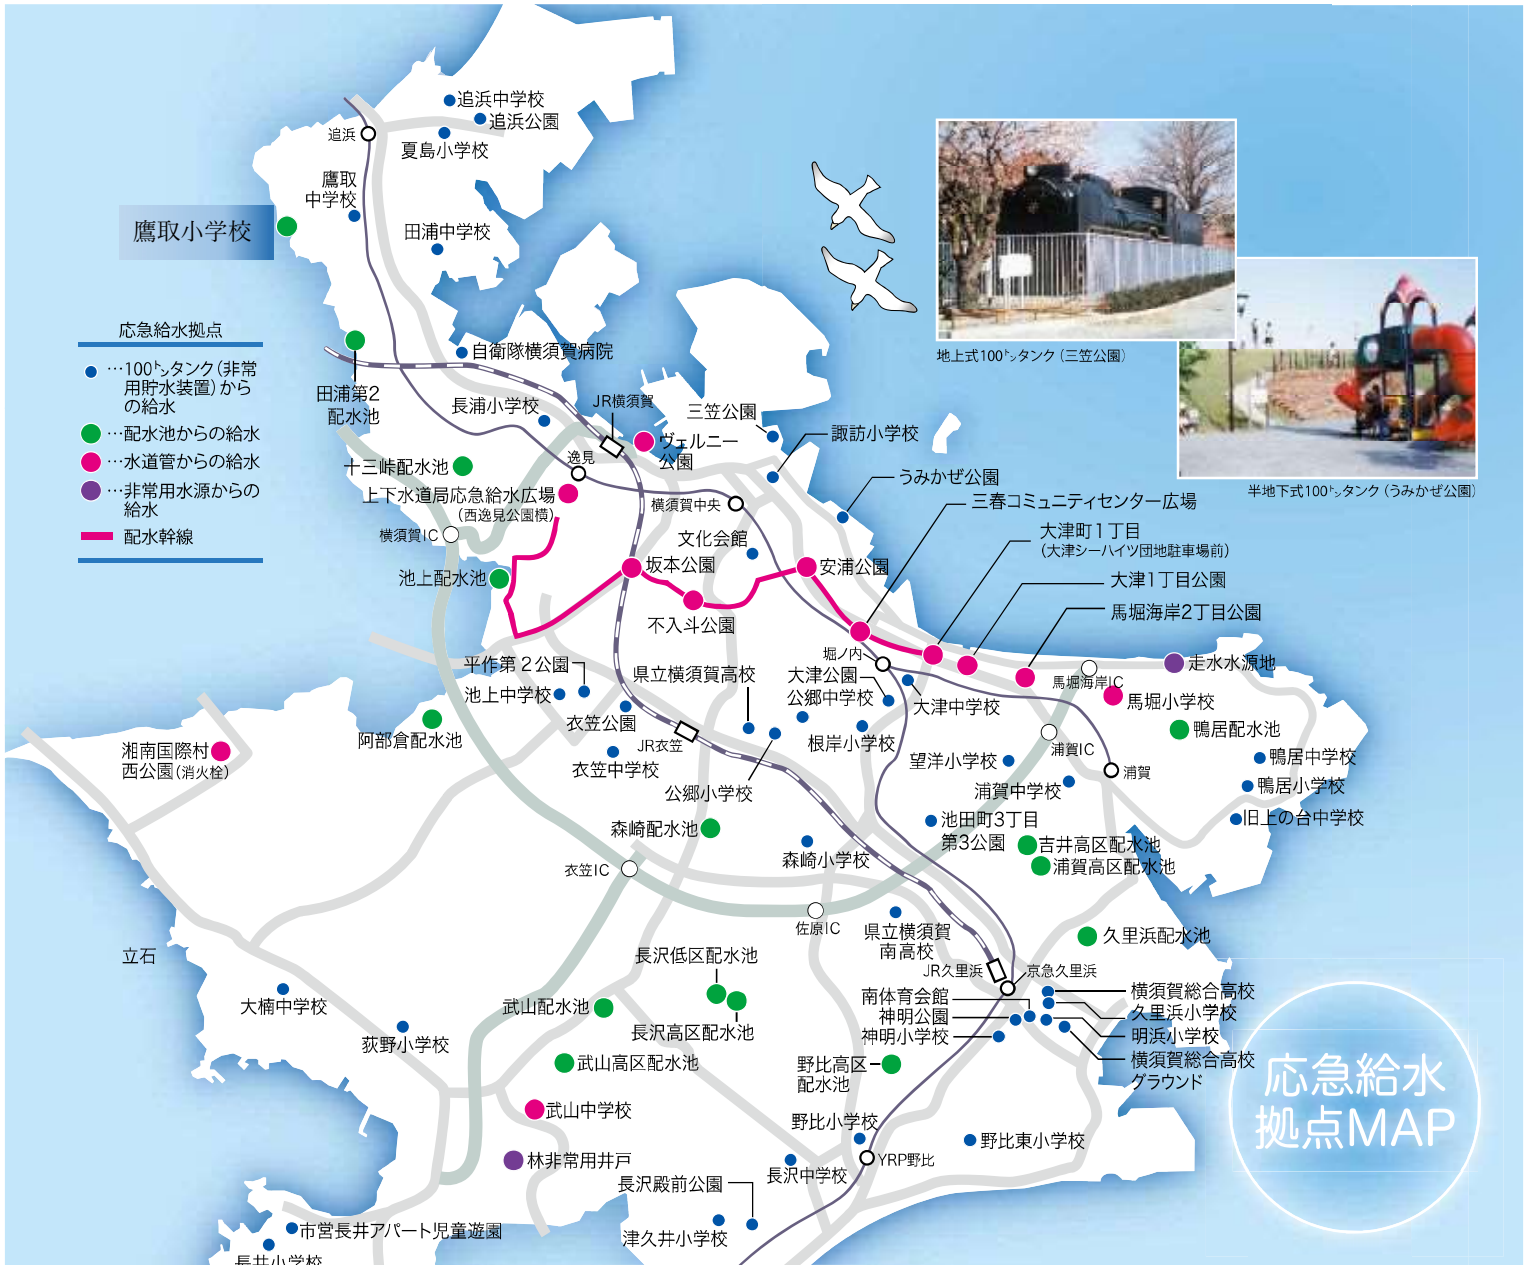 追浜中学校
追浜公園
追浜
夏島小学校
鷹取
中学校
鷹取小学校
田浦中学校
応急給水拠点
…100㌧タンク（非常
用貯水装置）から
の給水
…配水池からの給水
…水道管からの給水
…非常用水源からの
給水
配水幹線
地上式100㌧タンク（三笠公園）
半地下式100㌧タンク（うみかぜ公園）
自衛隊横須賀病院
田浦第2
配水池
長浦小学校
JR横須賀
三笠公園
諏訪小学校
ヴェルニー
公園
逸見
十三峠配水池
うみかぜ公園
上下水道局応急給水広場
（西逸見公園横）
横須賀中央
三春コミュニティセンター広場
横須賀IC
文化会館
大津町1丁目
（大津シーハイツ団地駐車場前）
池上配水池
坂本公園
安浦公園
大津1丁目公園
不入斗公園
馬堀海岸2丁目公園
堀ノ内
平作第2公園
県立横須賀高校
大津公園
馬堀海岸IC
走水水源地
池上中学校
公郷中学校
大津中学校
馬堀小学校
衣笠公園
阿部倉配水池
JR衣笠
根岸小学校
鴨居配水池
湘南国際村
西公園（消火栓）
衣笠中学校
浦賀IC
望洋小学校
浦賀
鴨居中学校
公郷小学校
浦賀中学校
鴨居小学校
森崎配水池
池田町3丁目
第3公園
旧上の台中学校
森崎小学校
吉井高区配水池
衣笠IC
浦賀高区配水池
佐原IC
県立横須賀
南高校
久里浜配水池
立石
長沢低区配水池
JR久里浜
京急久里浜
大楠中学校
武山配水池
長沢高区配水池
南体育会館
神明公園
神明小学校
横須賀総合高校
久里浜小学校
明浜小学校
横須賀総合高校
グラウンド
荻野小学校
武山高区配水池
野比高区
配水池
応急給水
拠点MAP
武山中学校
野比小学校
野比東小学校
林非常用井戸
長沢中学校
YRP野比
長沢殿前公園
市営長井アパート児童遊園
津久井小学校
長井小学校